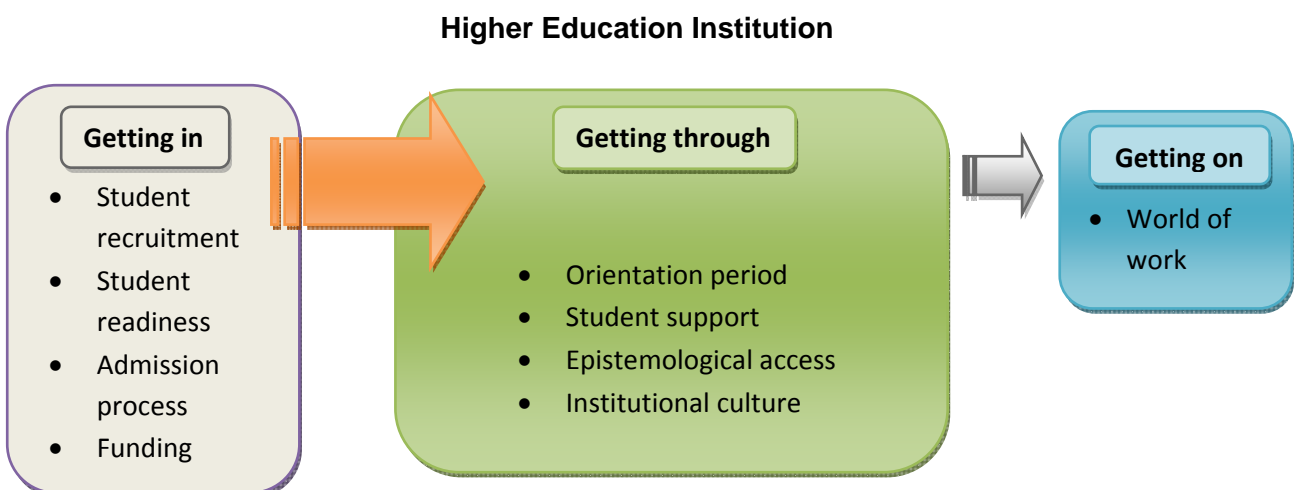 Higher Education Institution
Getting in
• Student
recruitment
• Student
readiness
• Admission
process
• Funding
Getting through
• Orientation period
• Student support
• Epistemological access
• Institutional culture
Getting on
• World of
work